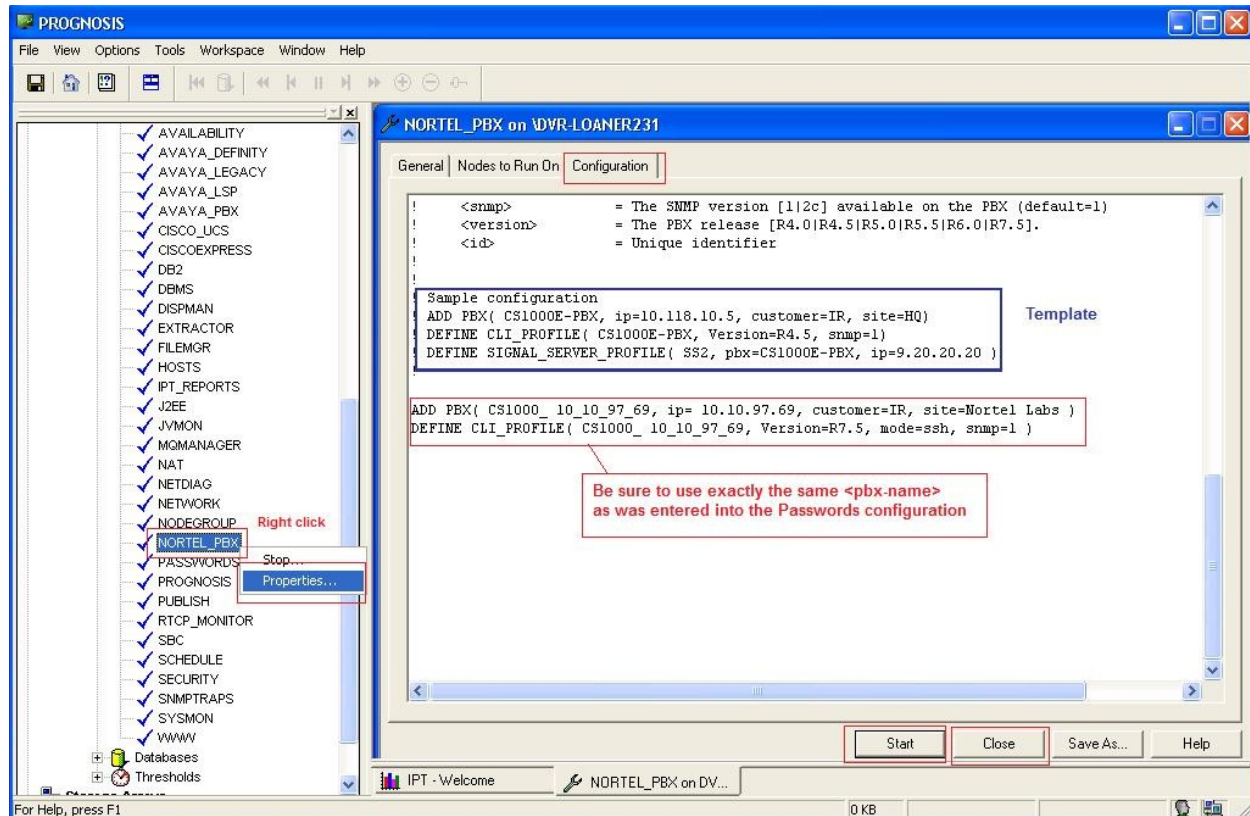 PROGNOSIS
File View Options Tools Workspace Window Help
AVAILABILITY
AVAYA_DEFINITY
AVAYA_LEGACY
AVAYA_LSP
AVAYA_PBX
CISCO_UCS
CISCOEXPRESS
DB2
DBMS
DISPMAN
EXTRACTOR
FILEMGR
HOSTS
IPT_REPORTS
J2EE
JVMON
MQMANAGER
NAT
NETDIAG
NETWORK
NODEGROUP
Right click
NORTEL_PBX
PASSWORDS
Stop...
PROGNOSIS
Properties...
PUBLISH
RTCP_MONITOR
SBC
SCHEDULE
SECURITY
SNMPTRAPS
SYSMON
WWW
Databases
Thresholds
NORTEL_PBX on \DVR-LOANER231
General Nodes to Run On Configuration
! <snmp> = The SNMP version [1|2c] available on the PBX (default=1)
! <version> = The PBX release [R4.0|R4.5|R5.0|R5.5|R6.0|R7.5].
! <id> = Unique identifier
!
!
! Sample configuration
! ADD PBX( CS1000E-PBX, ip=10.118.10.5, customer=IR, site=HQ)
! DEFINE CLI_PROFILE( CS1000E-PBX, Version=R4.5, snmp=1)
! DEFINE SIGNAL_SERVER_PROFILE( SS2, pbx=CS1000E-PBX, ip=9.20.20.20 )
!
Template
ADD PBX( CS1000_ 10_10_97_69, ip= 10.10.97.69, customer=IR, site=Nortel Labs )
DEFINE CLI_PROFILE( CS1000_ 10_10_97_69, Version=R7.5, mode=ssh, snmp=1 )
Be sure to use exactly the same <pbx-name>
as was entered into the Passwords configuration
Start Close Save As... Help
IPT - Welcome NORTEL_PBX on DV...
For Help, press F1 0 KB